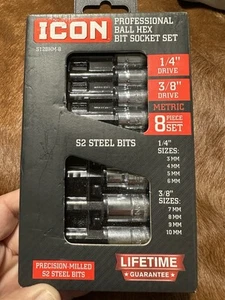 ICON
PROFESSIONAL
BALL HEX
BIT SOCKET SET
1/4"
DRIVE
3/8"
DRIVE
METRIC
8 PIECE
SET
S2 STEEL BITS
1/4"
SIZES:
3 MM
4 MM
5 MM
6 MM
3/8"
SIZES:
7 MM
8 MM
9 MM
10 MM
PRECISION-MILLED
S2 STEEL BITS
LIFETIME
GUARANTEE